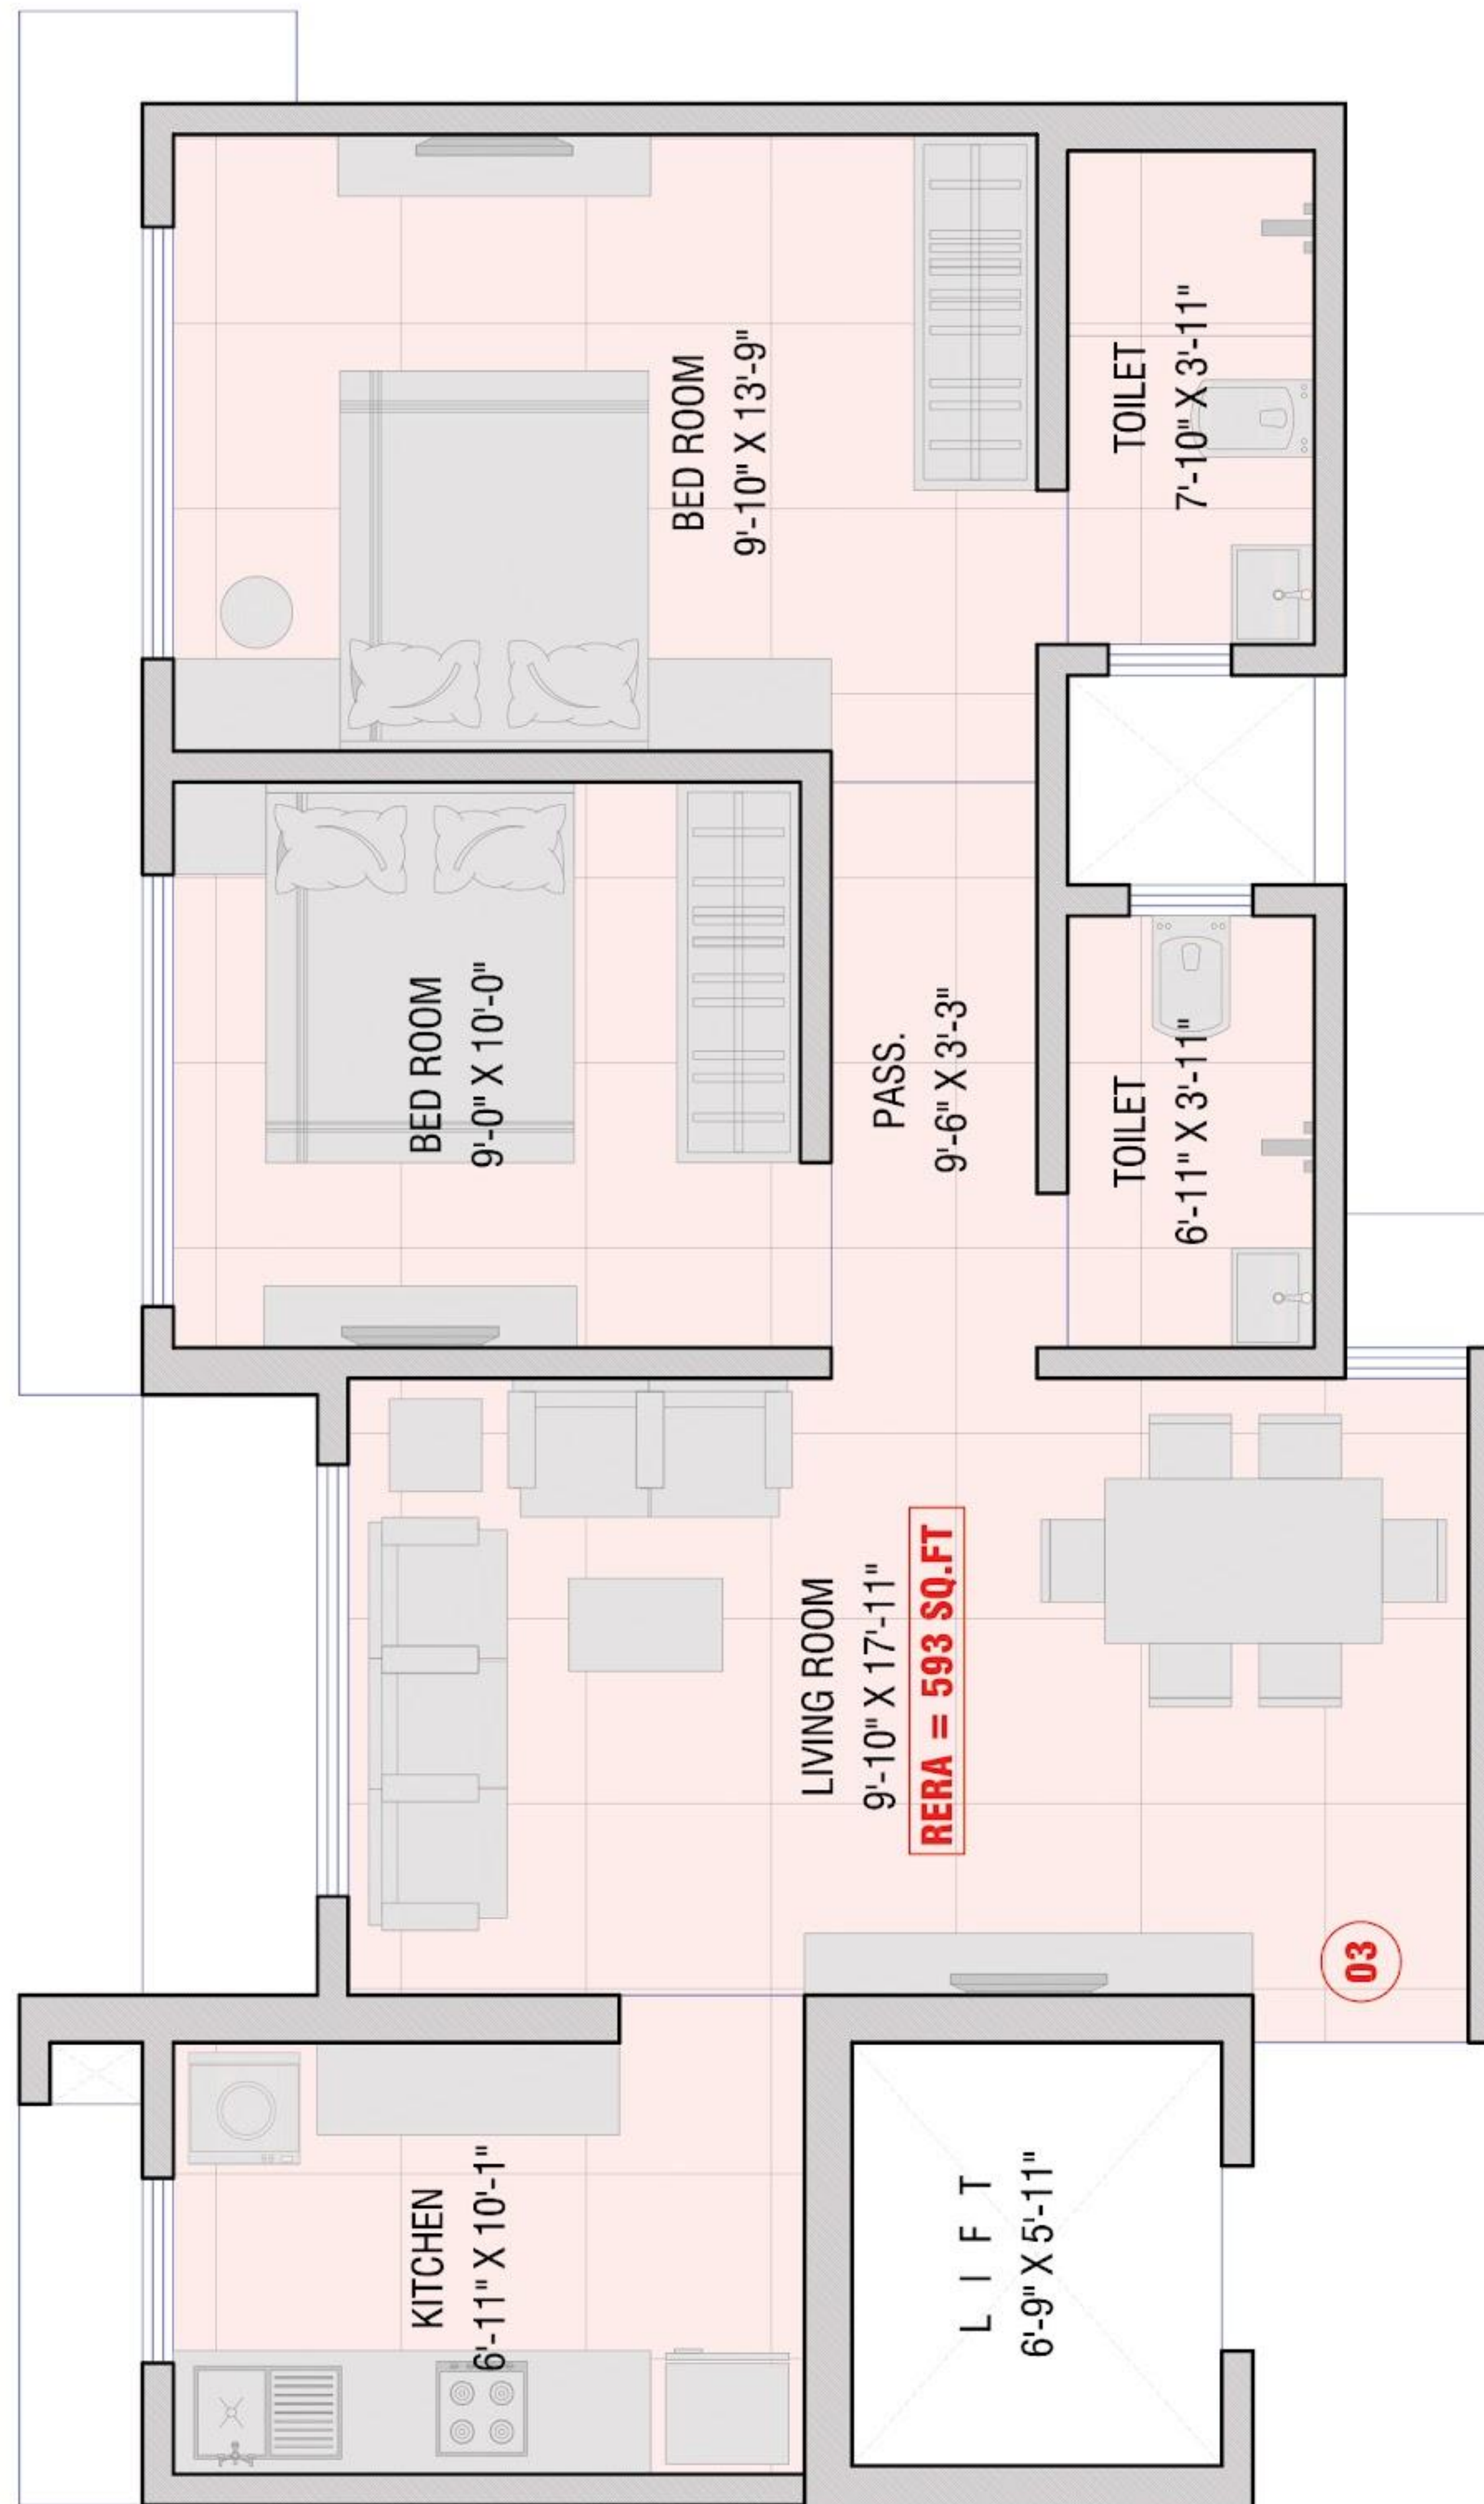 BED ROOM
9'-10" X 13'-9"
TOILET
7'-10" X 3'-11"
BED ROOM
9'-0" X 10'-0"
PASS.
9'-6" X 3'-3"
TOILET
6'-11" X 3'-11"
LIVING ROOM
9'-10" X 17'-11"
RERA = 593 SQ.FT
03
KITCHEN
6'-11" X 10'-1"
L I F T
6'-9" X 5'-11"